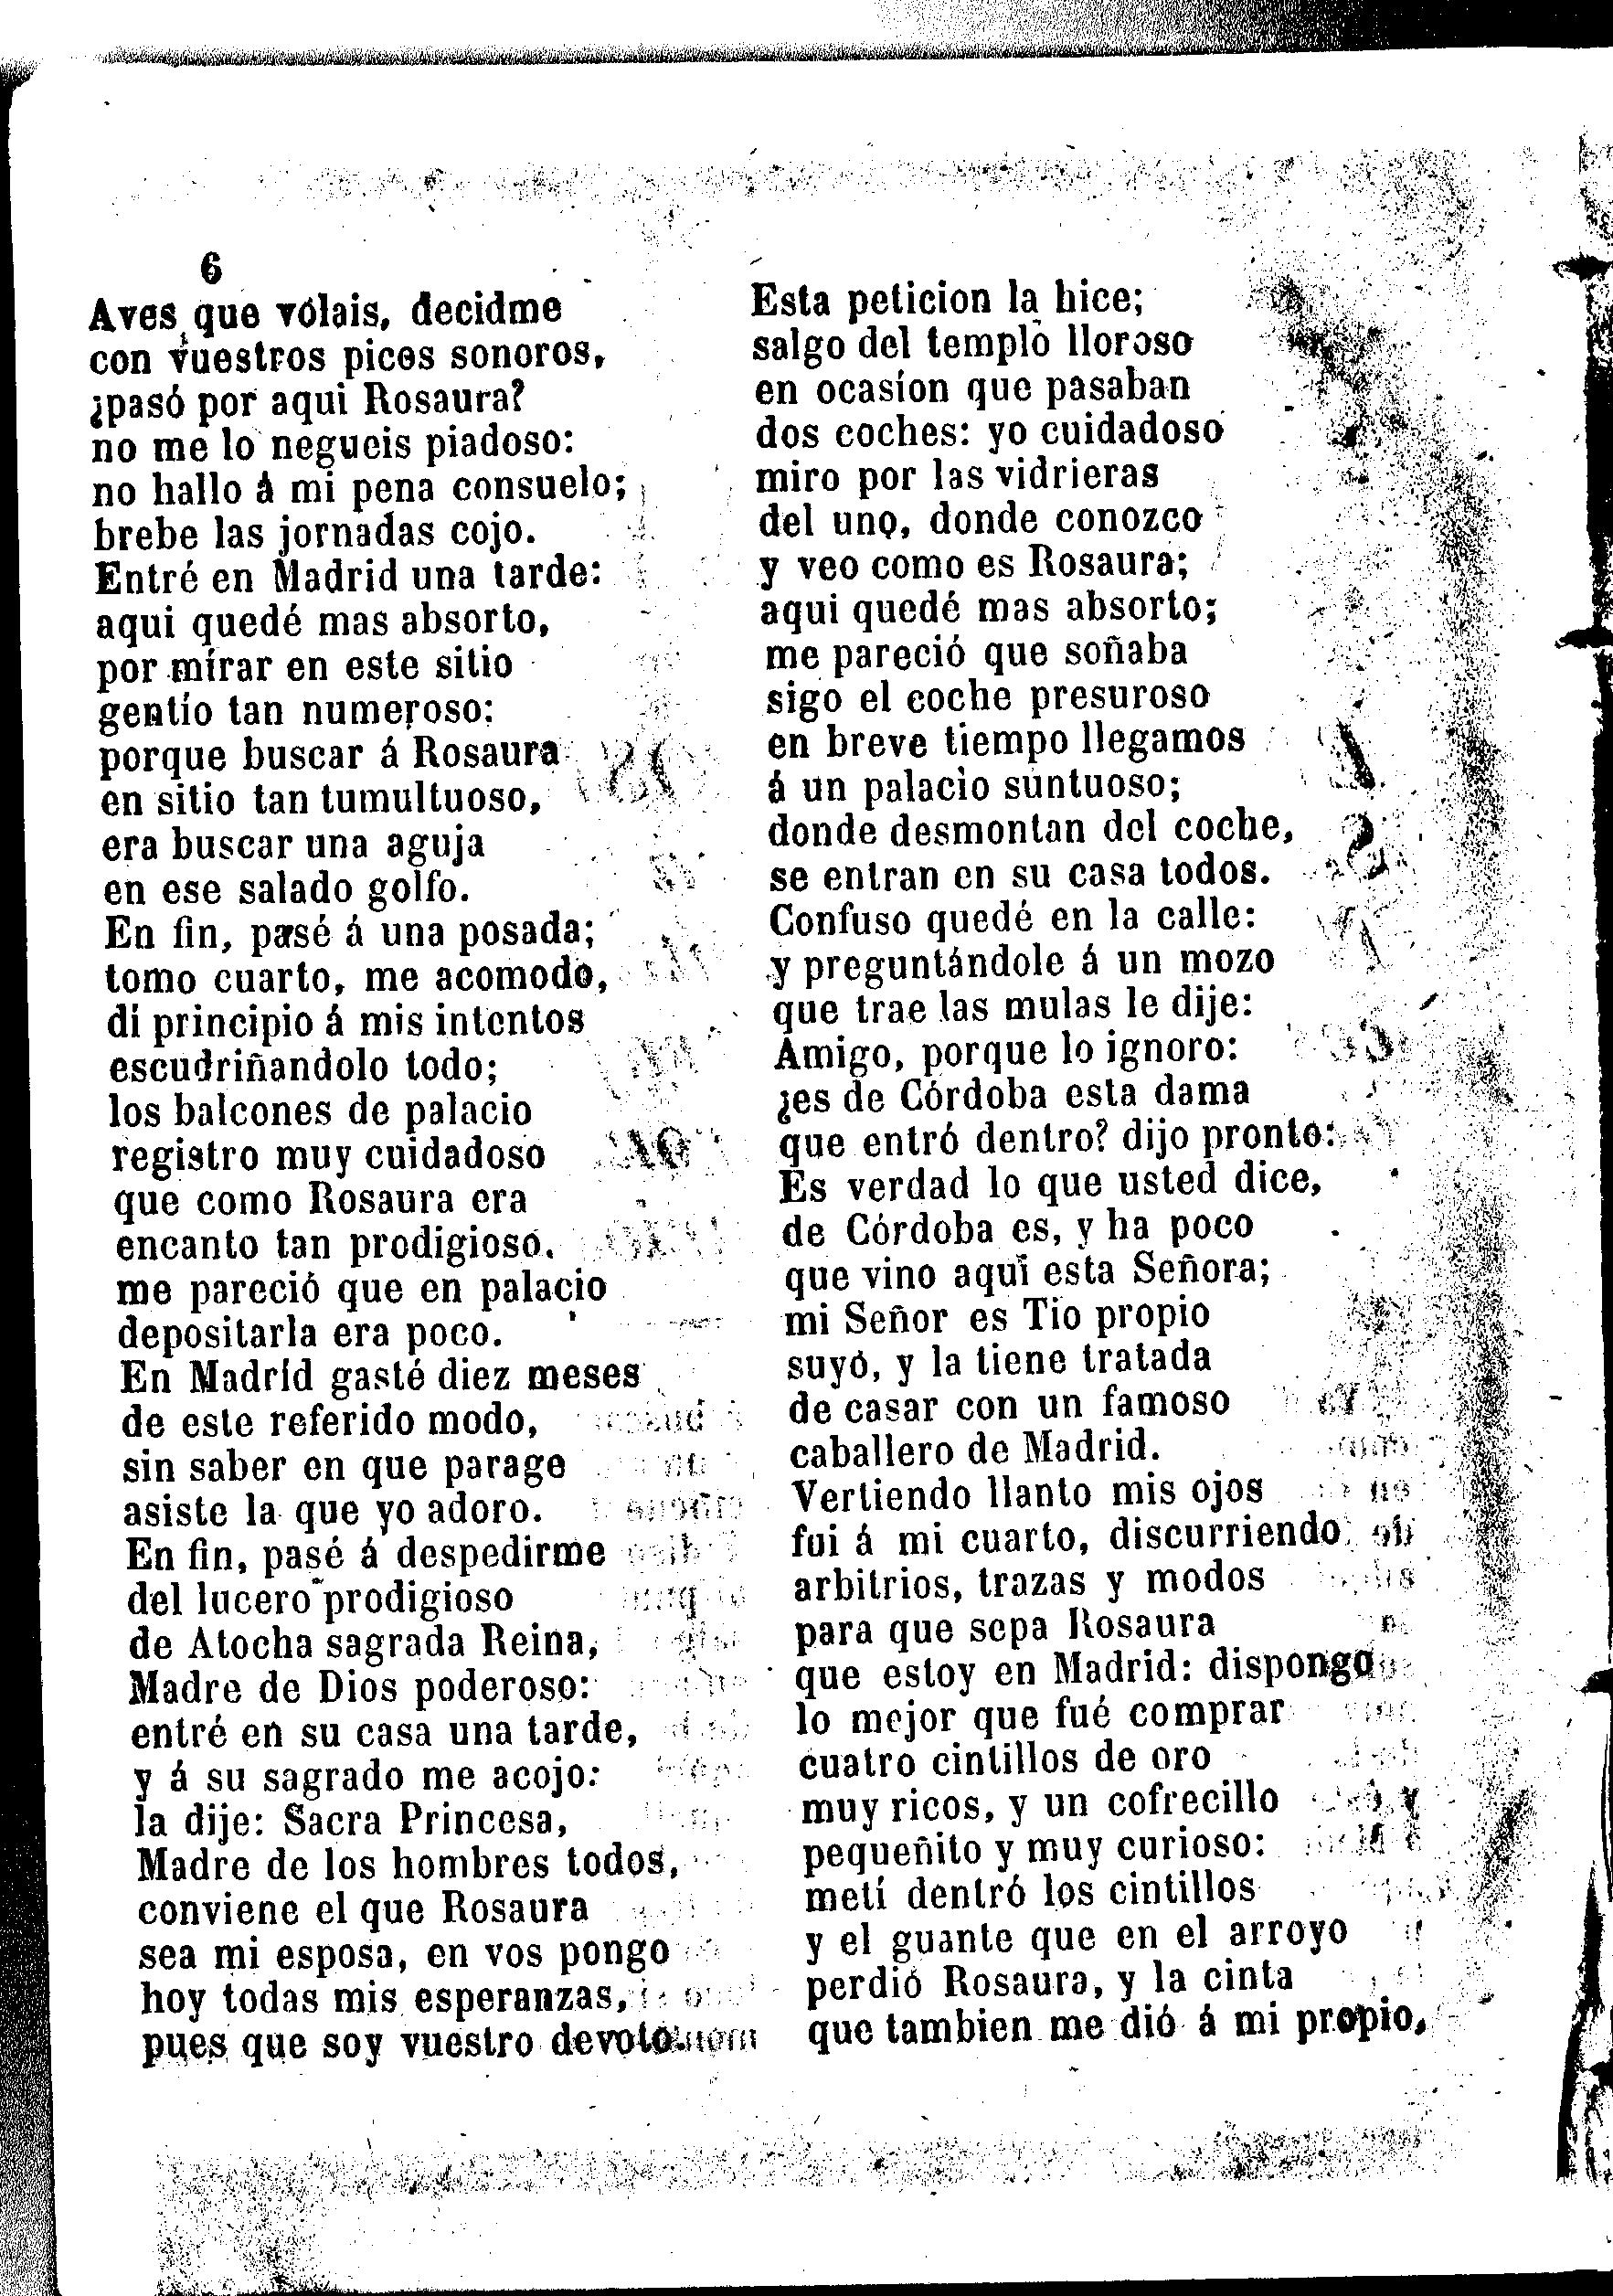 6
Aves que volais, decidme
con vuestros picos sonoros,
¿pasó por aqui Rosaura?
no me lo negueis piadoso:
no hallo á mi pena consuelo;
brebe las jornadas cojo.
Entré en Madrid una tarde:
aqui quedé mas absorto,
por mirar en este sitio
gentío tan numeroso:
porque buscar á Rosaura
en sitio tan tumultuoso,
era buscar una aguja
en ese salado golfo.
En fin, pasé á una posada;
tomo cuarto, me acomodo,
di principio á mis intentos
escudriñandolo todo;
los balcones de palacio
registro muy cuidadoso
que como Rosaura era
encanto tan prodigioso.
me pareció que en palacio
depositarla era poco.
En Madrid gasté diez meses
de este referido modo,
sin saber en que parage
asiste la que yo adoro.
En fin, pasé á despedirme
del lucero prodigioso
de Atocha sagrada Reina,
Madre de Dios poderoso:
entré en su casa una tarde,
y á su sagrado me acojo:
la dije: Sacra Princesa,
Madre de los hombres todos,
conviene el que Rosaura
sea mi esposa, en vos pongo
hoy todas mis esperanzas,
pues que soy vuestro devoto.
Esta peticion la hice;
salgo del templo lloroso
en ocasion que pasaban
dos coches: yo cuidadoso
miro por las vidrieras
del uno, donde conozco
y veo como es Rosaura;
aqui quedé mas absorto;
me pareció que soñaba
sigo el coche presuroso
en breve tiempo llegamos
á un palacio suntuoso;
donde desmontan del coche,
se entran en su casa todos.
Confuso quedé en la calle:
y preguntándole á un mozo
que trae las mulas le dije:
Amigo, porque lo ignoro:
¿es de Córdoba esta dama
que entró dentro? dijo pronto:
Es verdad lo que usted dice,
de Córdoba es, y ha poco
que vino aqui esta Señora;
mi Señor es Tio propio
suyo, y la tiene tratada
de casar con un famoso
caballero de Madrid.
Vertiendo llanto mis ojos
fui á mi cuarto, discurriendo
arbitrios, trazas y modos
para que sepa Rosaura
que estoy en Madrid: dispongo
lo mejor que fué comprar
cuatro cintillos de oro
muy ricos, y un cofrecillo
pequeñito y muy curioso:
metí dentró los cintillos
y el guante que en el arroyo
perdió Rosaura, y la cinta
que tambien me dió á mi propio,